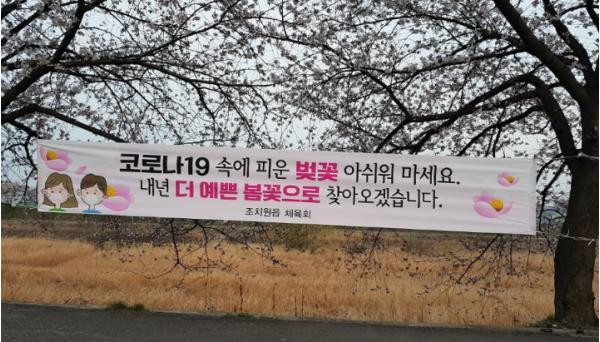 코로나19 속에 피운 벚꽃 아쉬워 마세요.
내년 더 예쁜 봄꽃으로 찾아오겠습니다.
조치원읍 체육회